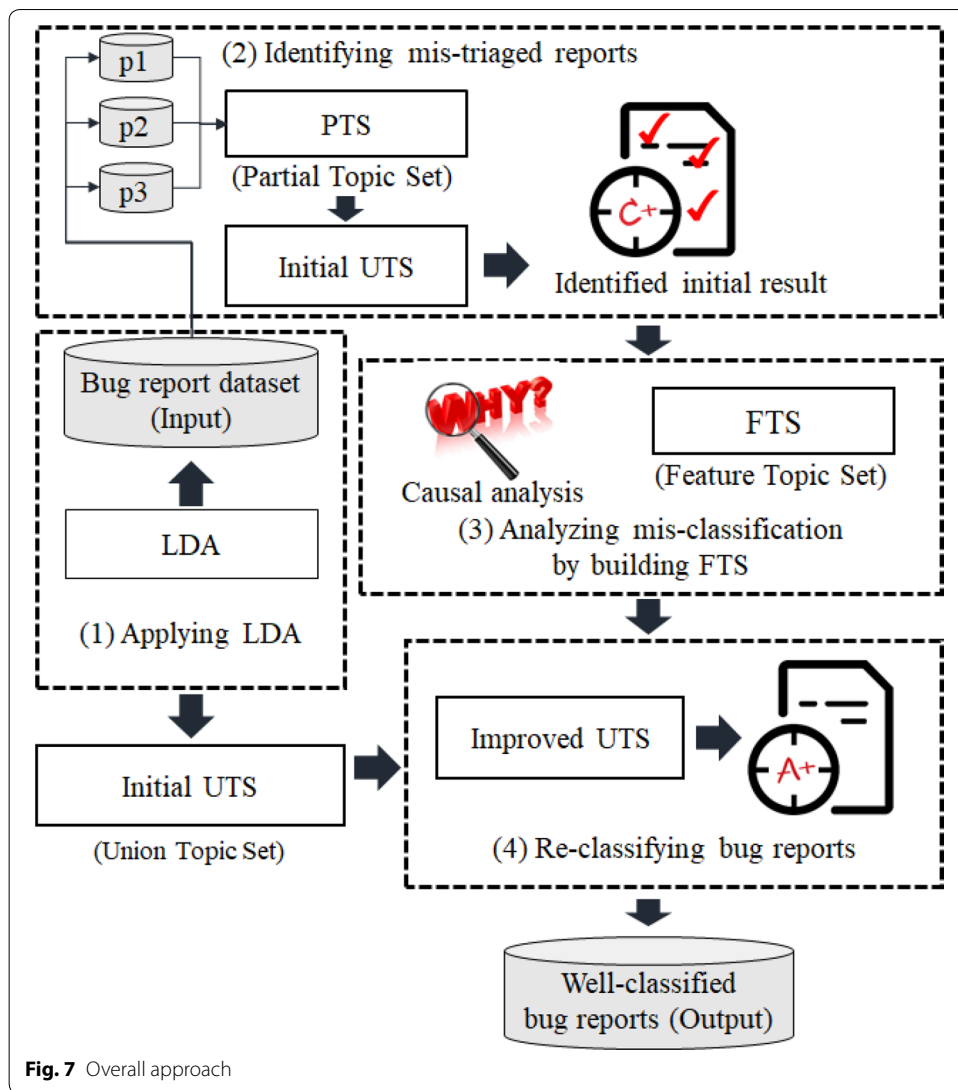 p1
p2
p3
(2) Identifying mis-triaged reports
PTS
(Partial Topic Set)
Initial UTS
C+
Identified initial result
Bug report dataset
(Input)
LDA
(1) Applying LDA
WHY?
Causal analysis
FTS
(Feature Topic Set)
(3) Analyzing mis-classification
by building FTS
Initial UTS
(Union Topic Set)
Improved UTS
A+
(4) Re-classifying bug reports
Well-classified
bug reports (Output)
Fig. 7 Overall approach